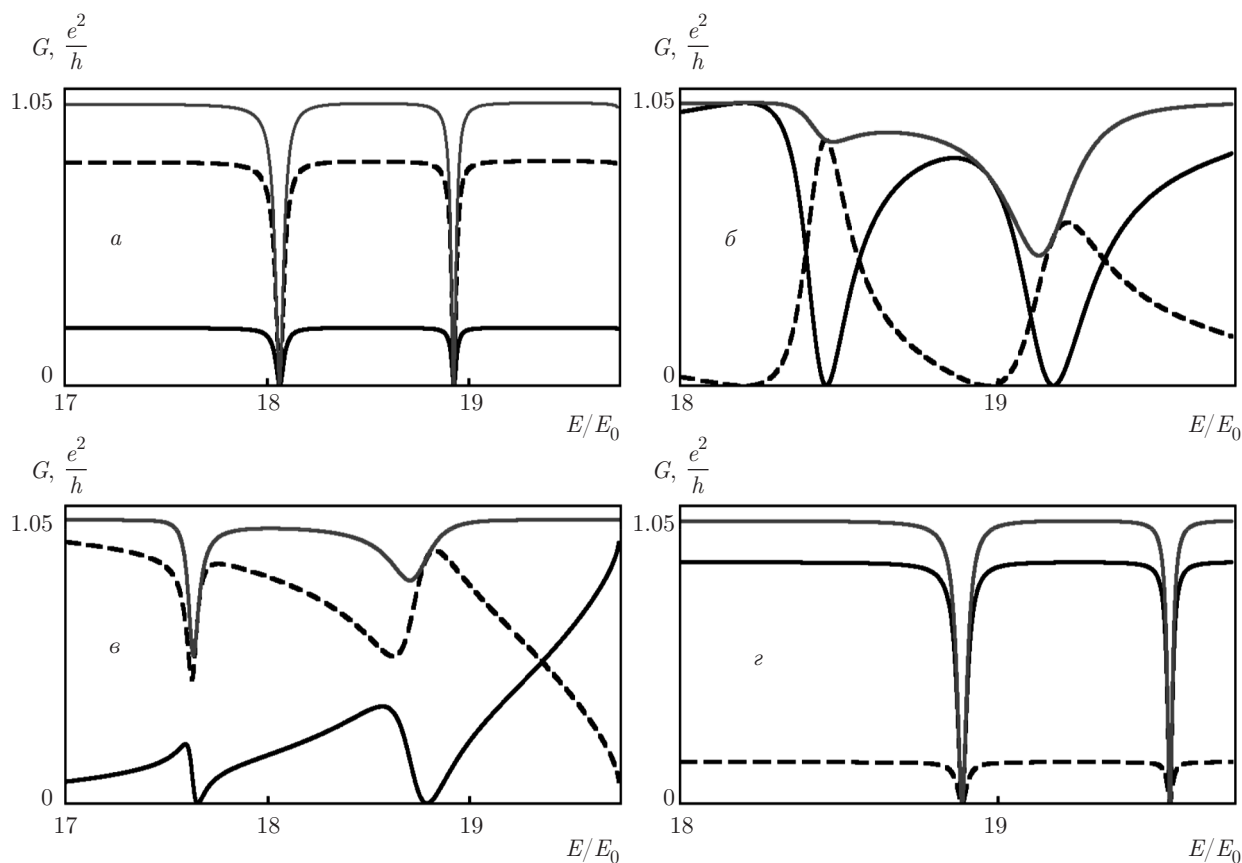 G, e²/h
1.05
а
0
17 18 19
E/E₀
G, e²/h
1.05
б
0
18 19
E/E₀
G, e²/h
1.05
в
0
17 18 19
E/E₀
G, e²/h
1.05
г
0
18 19
E/E₀